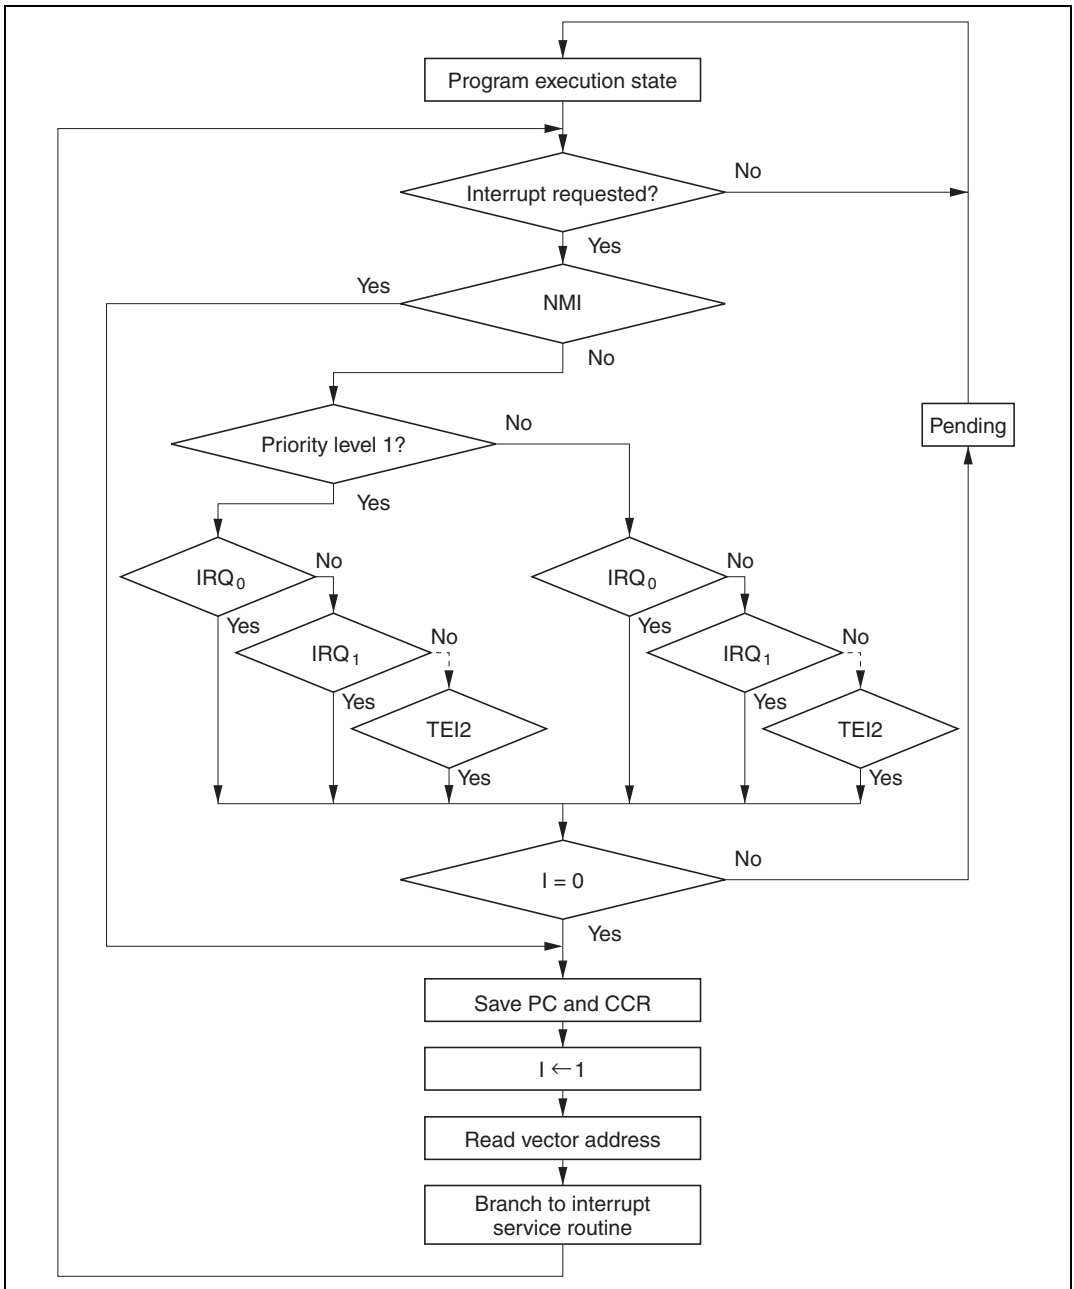 Program execution state
Interrupt requested?
No
Yes
Yes
NMI
No
Priority level 1?
No
Pending
Yes
IRQ0
No
IRQ0
No
Yes
IRQ1
No
Yes
IRQ1
No
Yes
TEI2
Yes
TEI2
Yes
Yes
I = 0
No
Yes
Save PC and CCR
I ← 1
Read vector address
Branch to interrupt
service routine